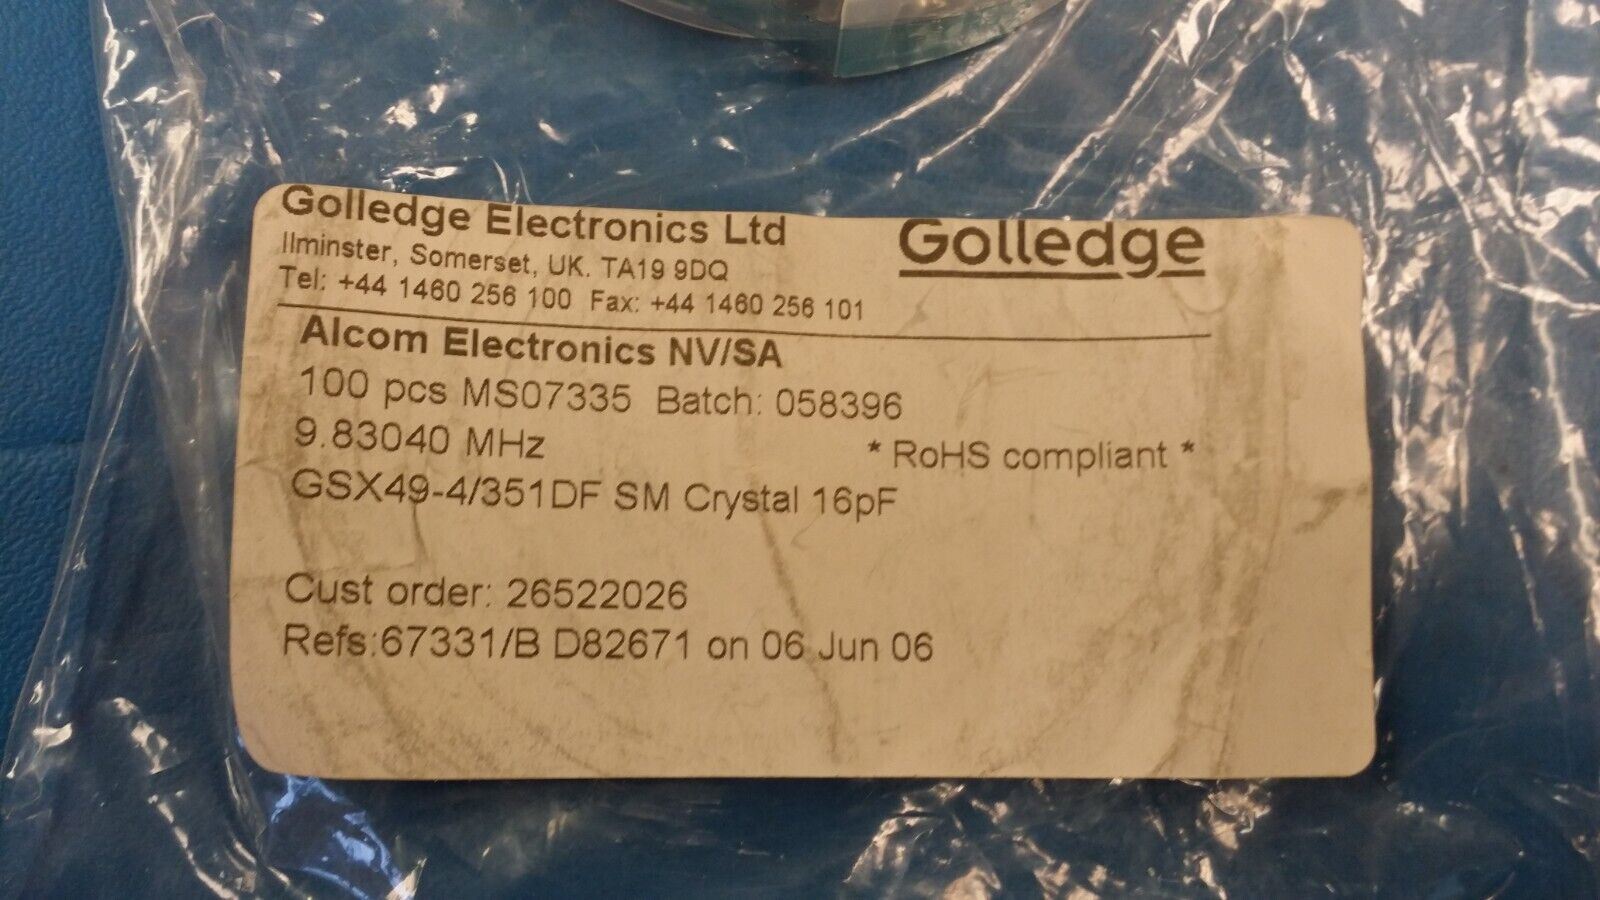 Golledge Electronics Ltd
Golledge
Ilminster, Somerset, UK. TA19 9DQ
Tel: +44 1460 256 100 Fax: +44 1460 256 101
Alcom Electronics NV/SA
100 pcs MS07335 Batch: 058396
9.83040 MHz * RoHS compliant *
GSX49-4/351DF SM Crystal 16pF
Cust order: 26522026
Refs:67331/B D82671 on 06 Jun 06